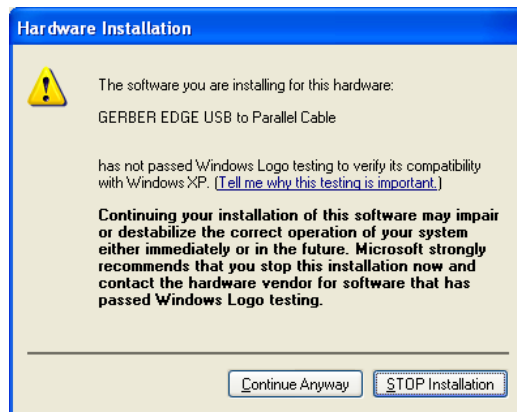 Hardware Installation
The software you are installing for this hardware:
GERBER EDGE USB to Parallel Cable
has not passed Windows Logo testing to verify its compatibility
with Windows XP. (Tell me why this testing is important.)
Continuing your installation of this software may impair
or destabilize the correct operation of your system
either immediately or in the future. Microsoft strongly
recommends that you stop this installation now and
contact the hardware vendor for software that has
passed Windows Logo testing.
Continue Anyway
STOP Installation